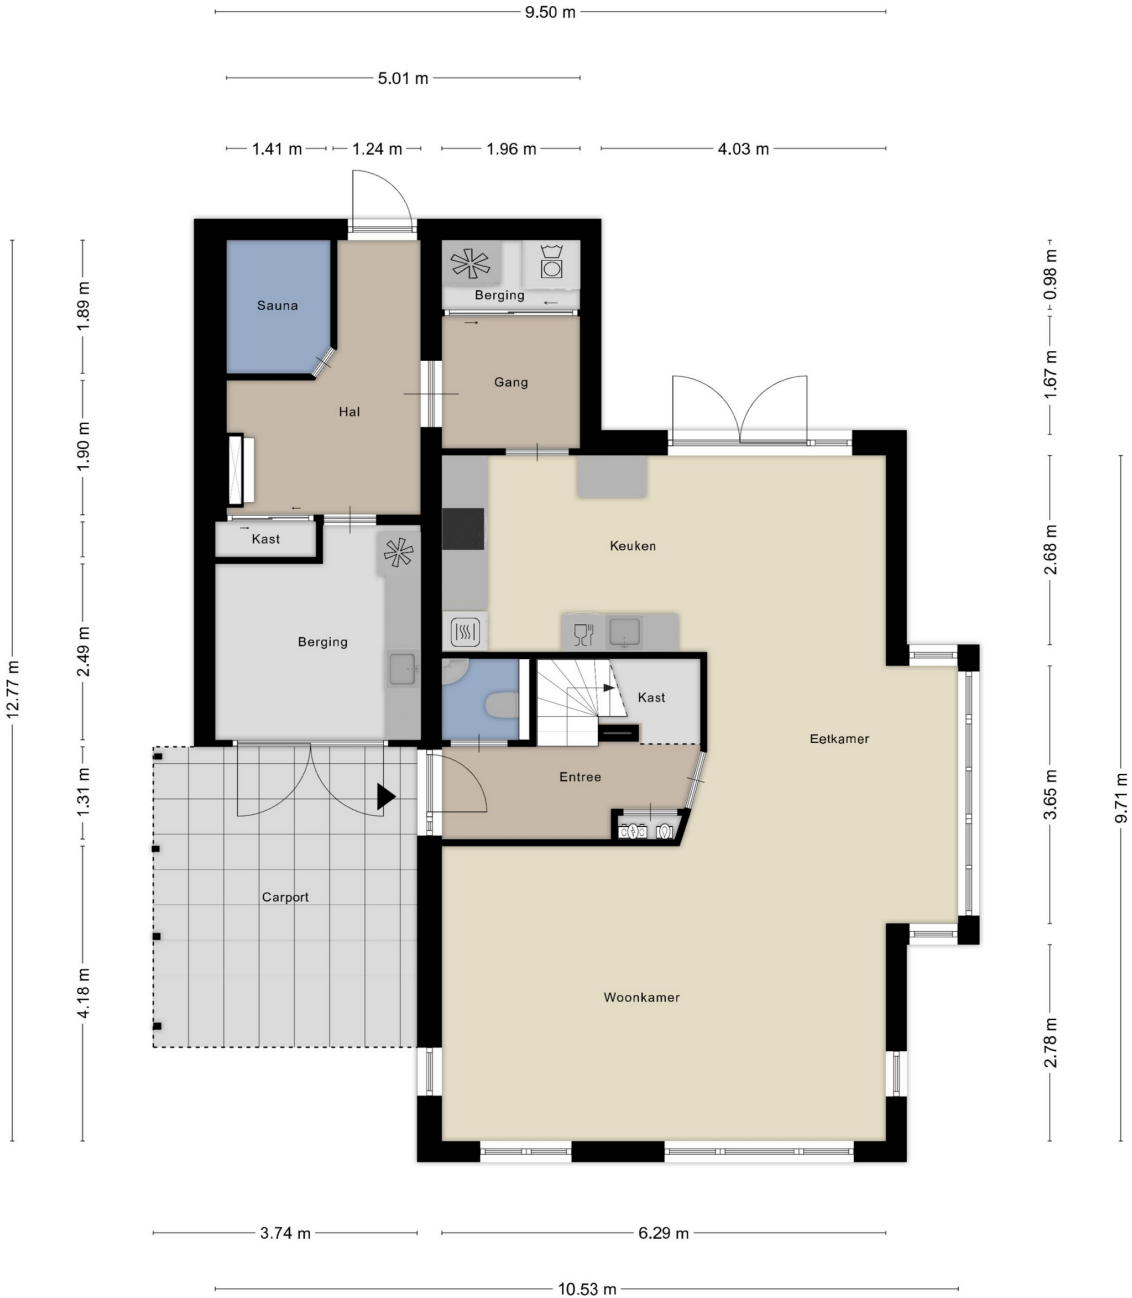 9.50 m
5.01 m
1.41 m
1.24 m
1.96 m
4.03 m
12.77 m
1.89 m
1.90 m
2.49 m
1.31 m
4.18 m
Sauna
Hal
Berging
Gang
Kast
Berging
Keuken
Kast
Entree
Eetkamer
Carport
Woonkamer
0.98 m
1.67 m
2.68 m
3.65 m
2.78 m
9.71 m
3.74 m
6.29 m
10.53 m